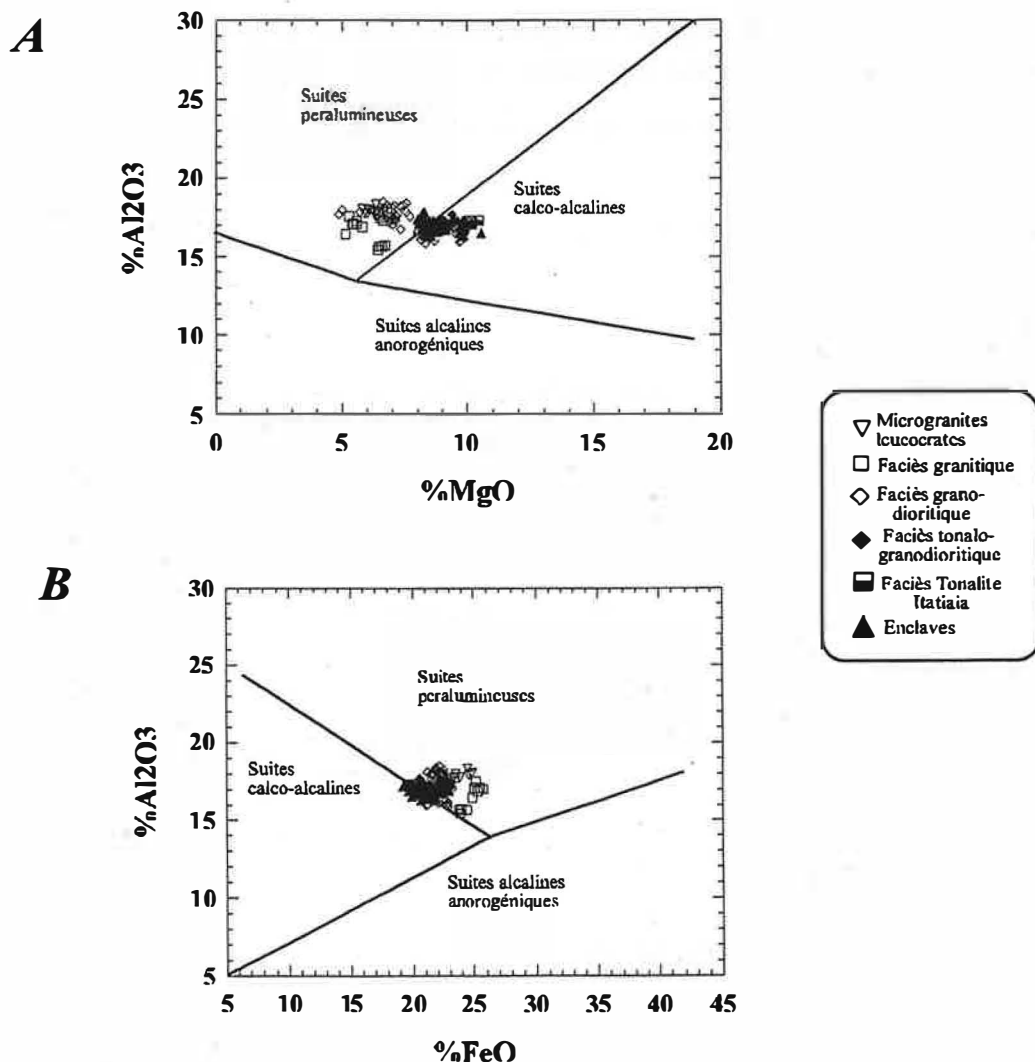 A
30
25
20
15
10
5
%Al2O3
Suites
peralumineuses
Suites
calco-alcalines
Suites alcalines
anorogéniques
0 5 10 15 20
%MgO
Microgranites
leucocrates
Faciès granitique
Faciès grano-
dioritique
Faciès tonalo-
granodioritique
Faciès Tonalite
Itatiaia
Enclaves
B
30
25
20
15
10
5
%Al2O3
Suites
peralumineuses
Suites
calco-alcalines
Suites alcalines
anorogéniques
5 10 15 20 25 30 35 40 45
%FeO